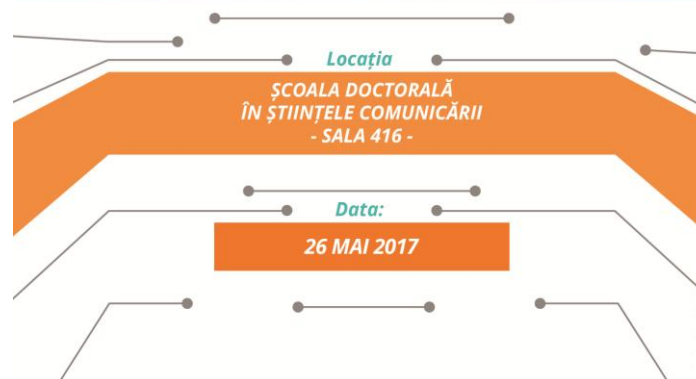 Locația
ȘCOALA DOCTORALĂ
ÎN ȘTIINȚELE COMUNICĂRII
- SALA 416 -
Data:
26 MAI 2017